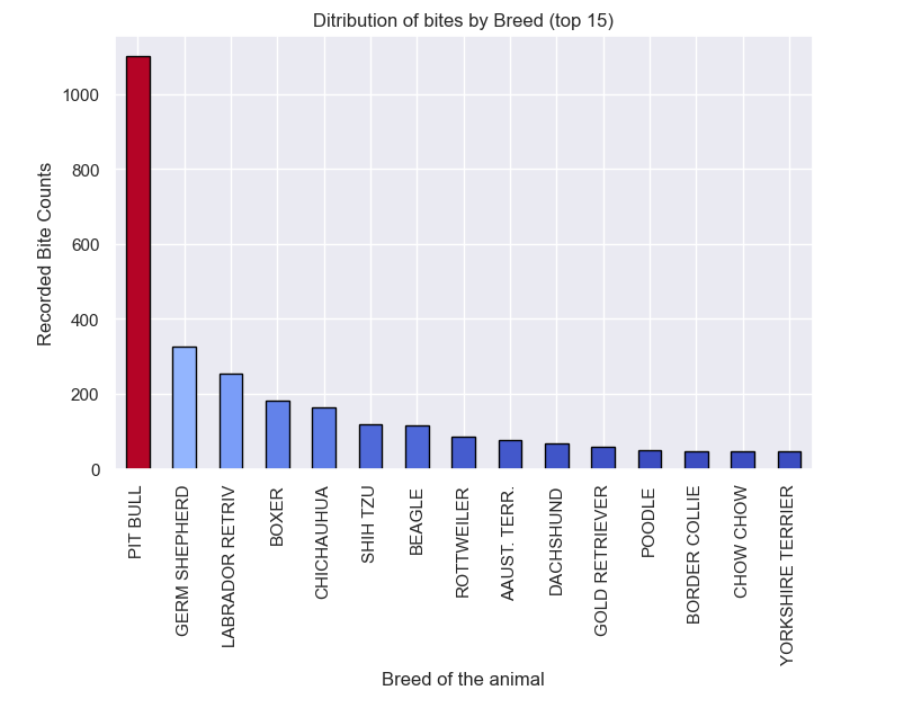 Ditribution of bites by Breed (top 15)
Recorded Bite Counts
1000
800
600
400
200
0
PIT BULL
GERM SHEPHERD
LABRADOR RETRIV
BOXER
CHICHAUHUA
SHIH TZU
BEAGLE
ROTTWEILER
AAUST. TERR.
DACHSHUND
GOLD RETRIEVER
POODLE
BORDER COLLIE
CHOW CHOW
YORKSHIRE TERRIER
Breed of the animal